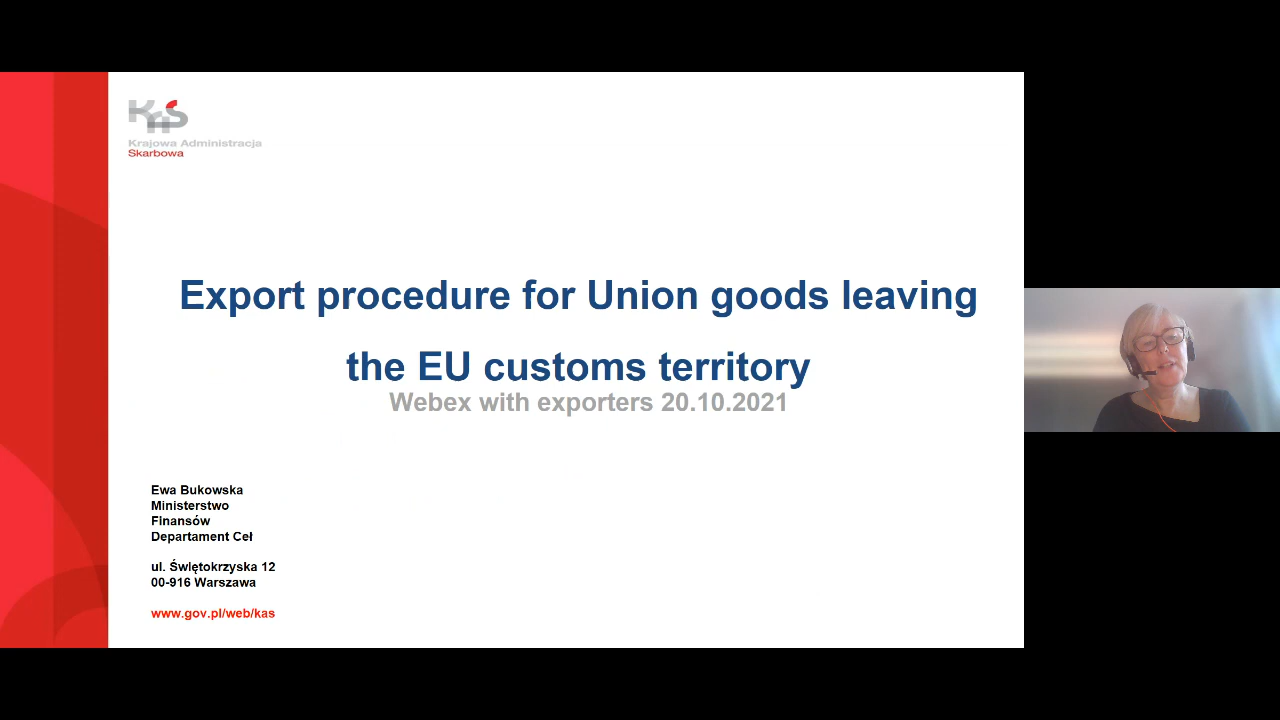 KAS
Krajowa Administracja
Skarbowa
Export procedure for Union goods leaving
the EU customs territory
Webex with exporters 20.10.2021
Ewa Bukowska
Ministerstwo
Finansów
Departament Ceł
ul. Świętokrzyska 12
00-916 Warszawa
www.gov.pl/web/kas